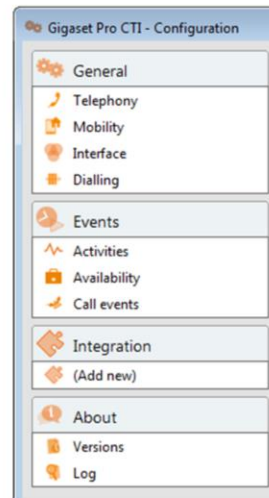 Gigaset Pro CTI - Configuration
General
Telephony
Mobility
Interface
Dialling
Events
Activities
Availability
Call events
Integration
(Add new)
About
Versions
Log